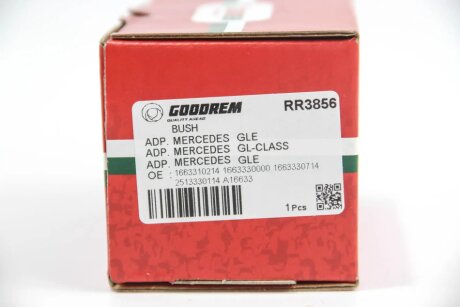 GOODREM RR3856
QUALITY AHEAD
BUSH
ADP. MERCEDES GLE
ADP. MERCEDES GL-CLASS
ADP. MERCEDES GLE
OE : 1663310214 1663330000 1663330714
2513330114 A16633
1 Pcs